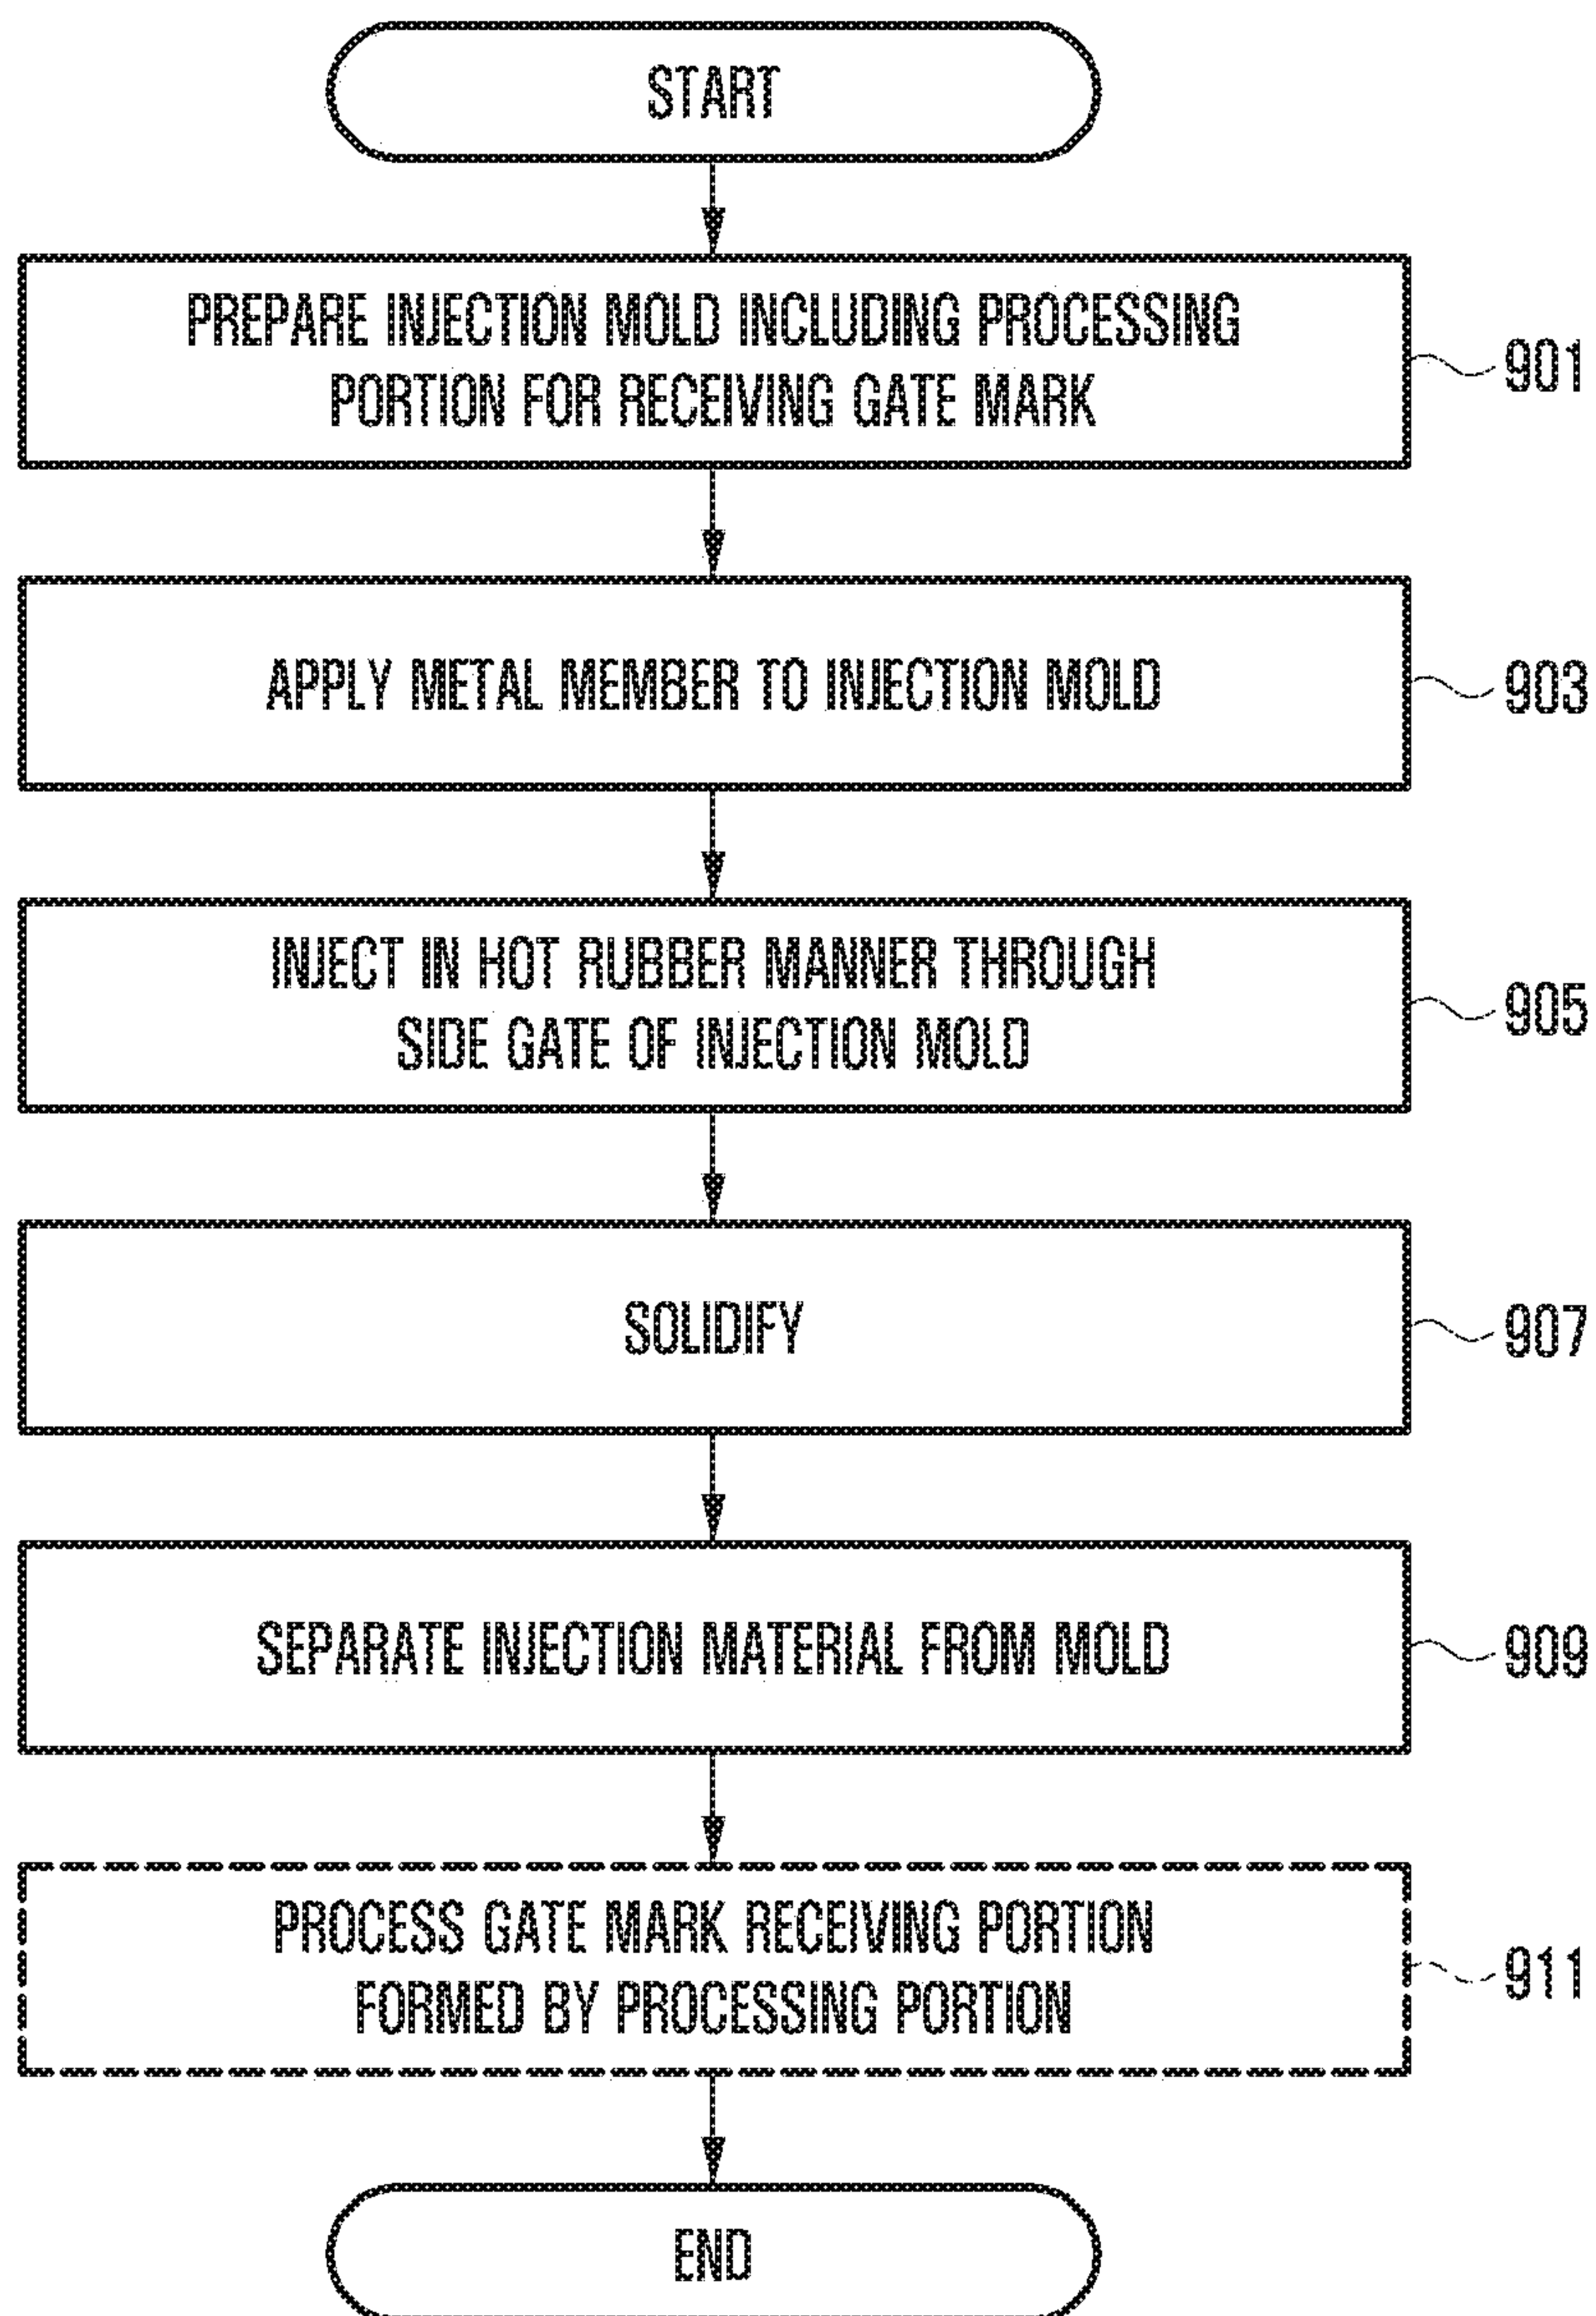 START
PREPARE INJECTION MOLD INCLUDING PROCESSING
PORTION FOR RECEIVING GATE MARK
901
APPLY METAL MEMBER TO INJECTION MOLD
903
INJECT IN HOT RUBBER MANNER THROUGH
SIDE GATE OF INJECTION MOLD
905
SOLIDIFY
907
SEPARATE INJECTION MATERIAL FROM MOLD
909
PROCESS GATE MARK RECEIVING PORTION
FORMED BY PROCESSING PORTION
911
END